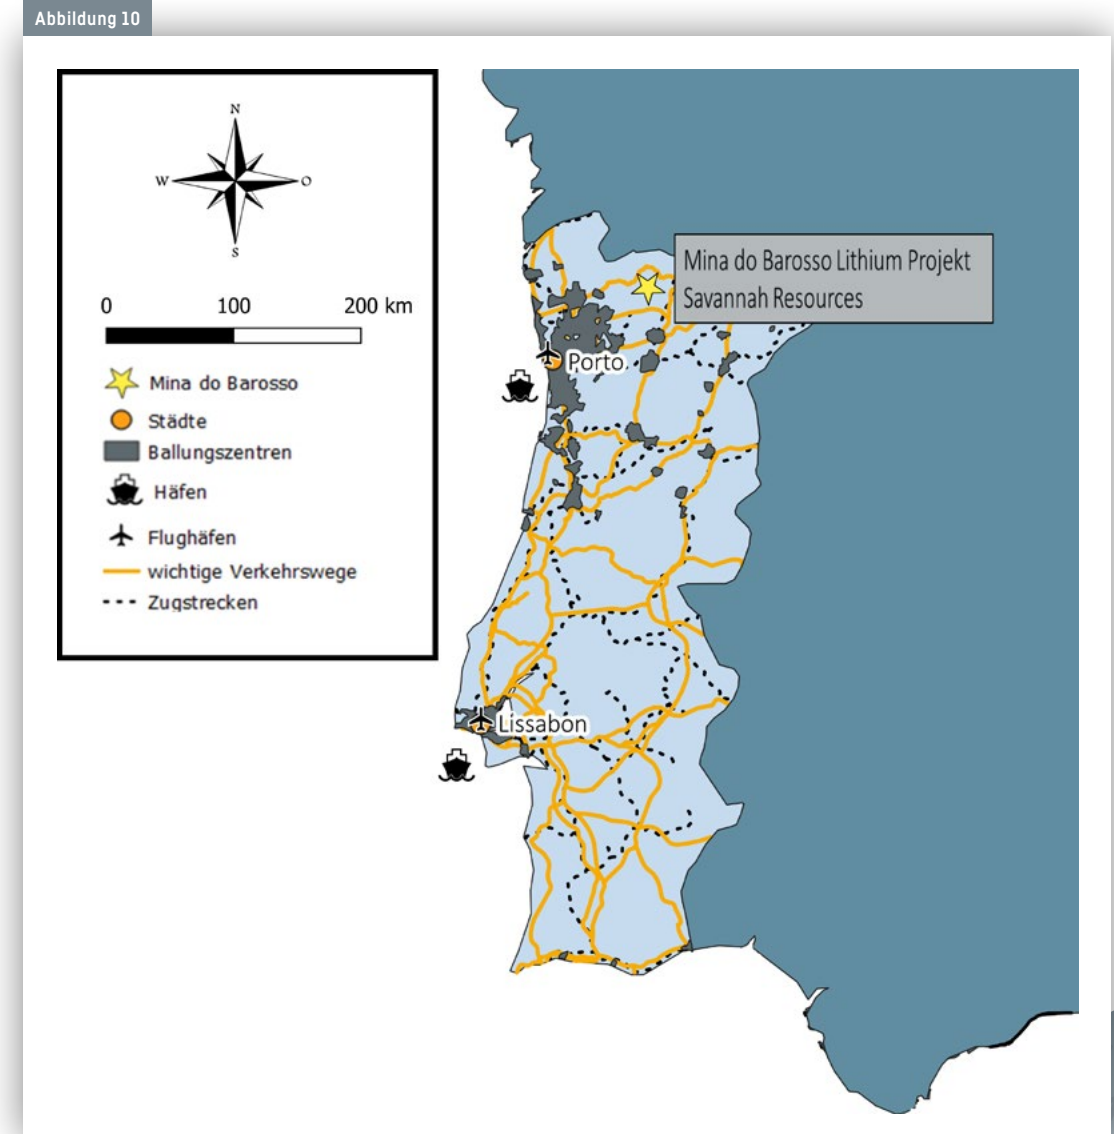 Abbildung 10
N
W
O
S
0 100 200 km
Mina do Barosso
Städte
Ballungszentren
Häfen
Flughäfen
wichtige Verkehrswege
Zugstrecken
Mina do Barosso Lithium Projekt
Savannah Resources
Porto
Lissabon